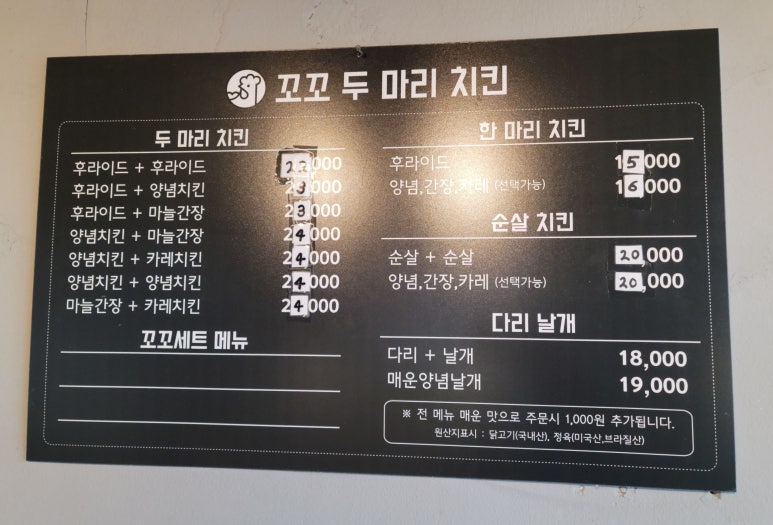 꼬꼬 두 마리 치킨
두 마리 치킨
후라이드 + 후라이드 22,000
후라이드 + 양념치킨 23,000
후라이드 + 마늘간장 23,000
양념치킨 + 마늘간장 24,000
양념치킨 + 카레치킨 24,000
양념치킨 + 양념치킨 24,000
마늘간장 + 카레치킨 24,000
꼬꼬세트 메뉴
한 마리 치킨
후라이드 15,000
양념,간장,카레 (선택가능) 16,000
순살 치킨
순살 + 순살 20,000
양념,간장,카레 (선택가능) 20,000
다리 날개
다리 + 날개 18,000
매운양념날개 19,000
※ 전 메뉴 매운 맛으로 주문시 1,000원 추가됩니다.
원산지표시 : 닭고기(국내산), 정육(미국산,브라질산)